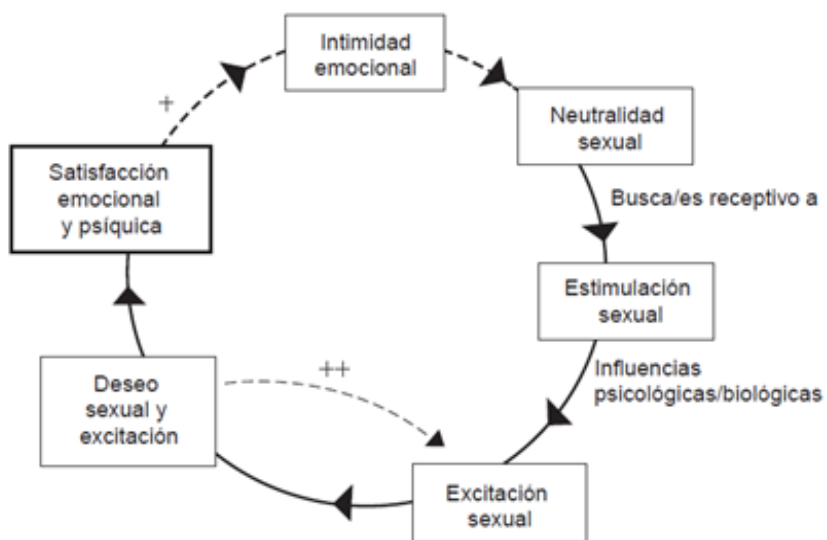 Intimidad
emocional
+
Neutralidad
sexual
Satisfacción
emocional
y psíquica
Busca/es receptivo a
Estimulación
sexual
++
Deseo
sexual y
excitación
Influencias
psicológicas/biológicas
Excitación
sexual